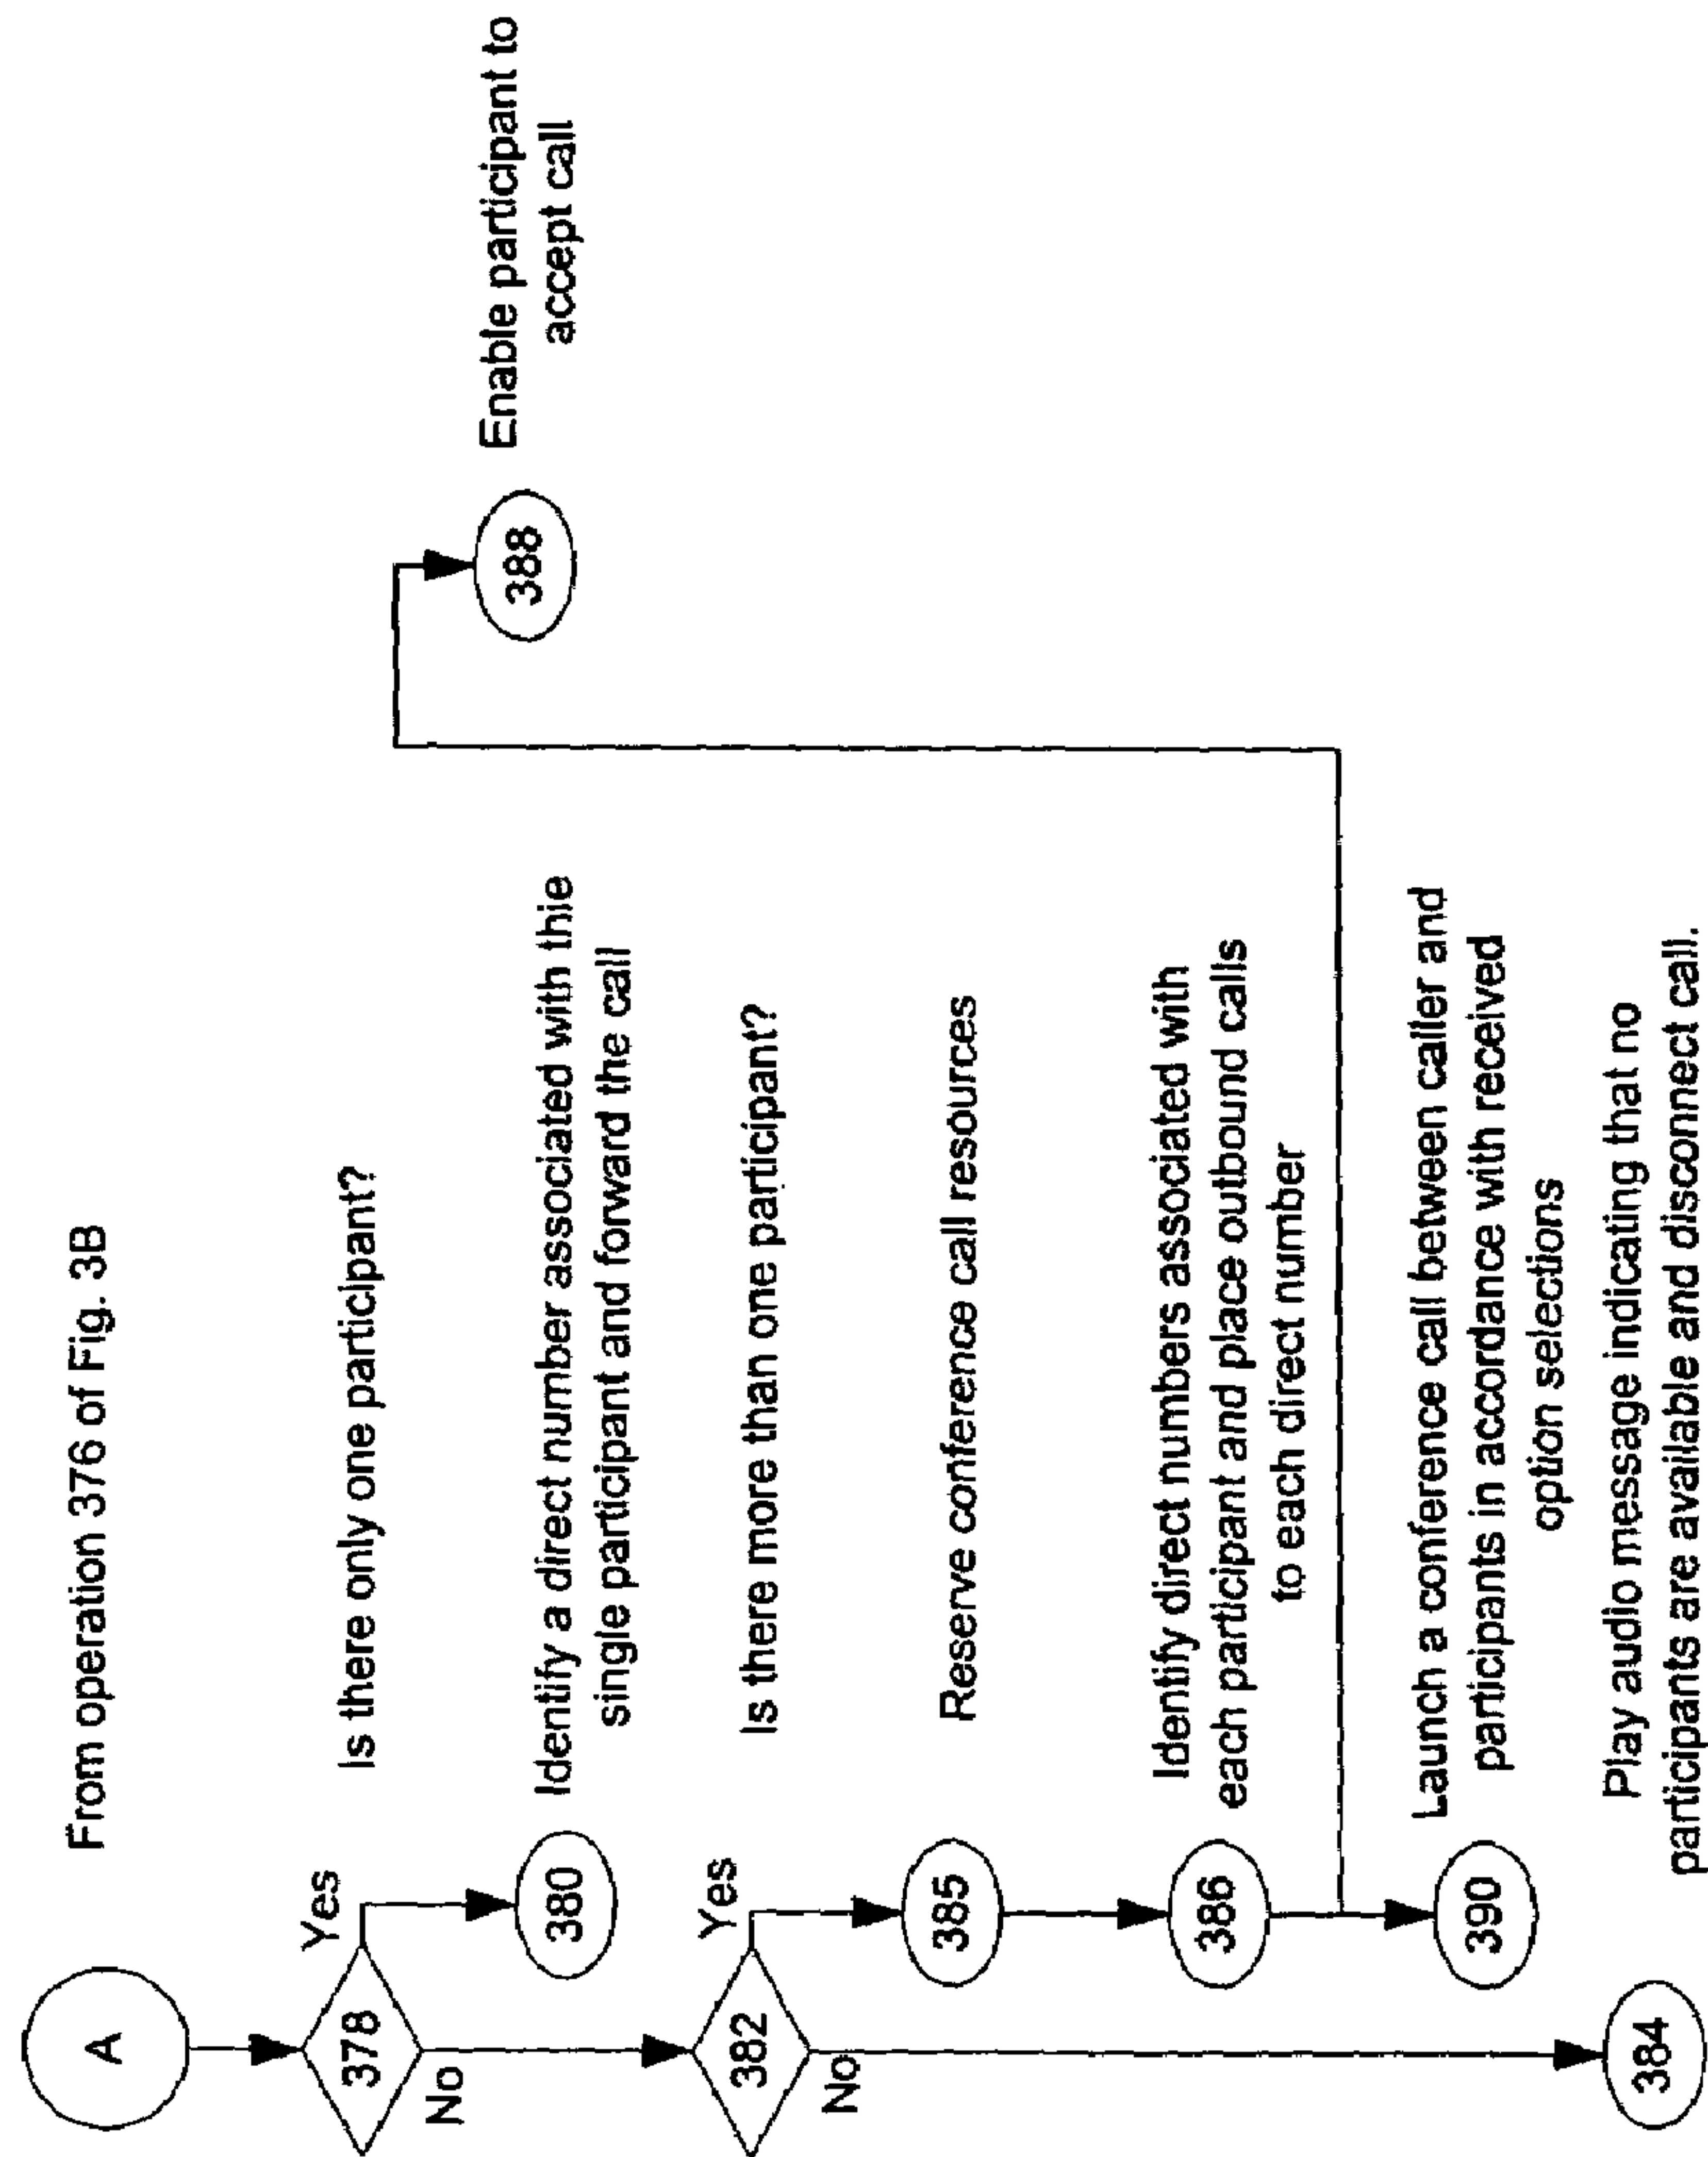 From operation 376 of Fig. 3B
A
378
Yes
No
Is there only one participant?
380
Identify a direct number associated with thie
single participant and forward the call
382
Yes
No
Is there more than one participant?
385
Reserve conference call resources
386
Identify direct numbers associated with
each participant and place outbound calls
to each direct number
388
Enable participant to
accept call
390
Launch a conference call between caller and
participants in accordance with received
option selections
384
Play audio message indicating that no
participants are available and disconnect call.